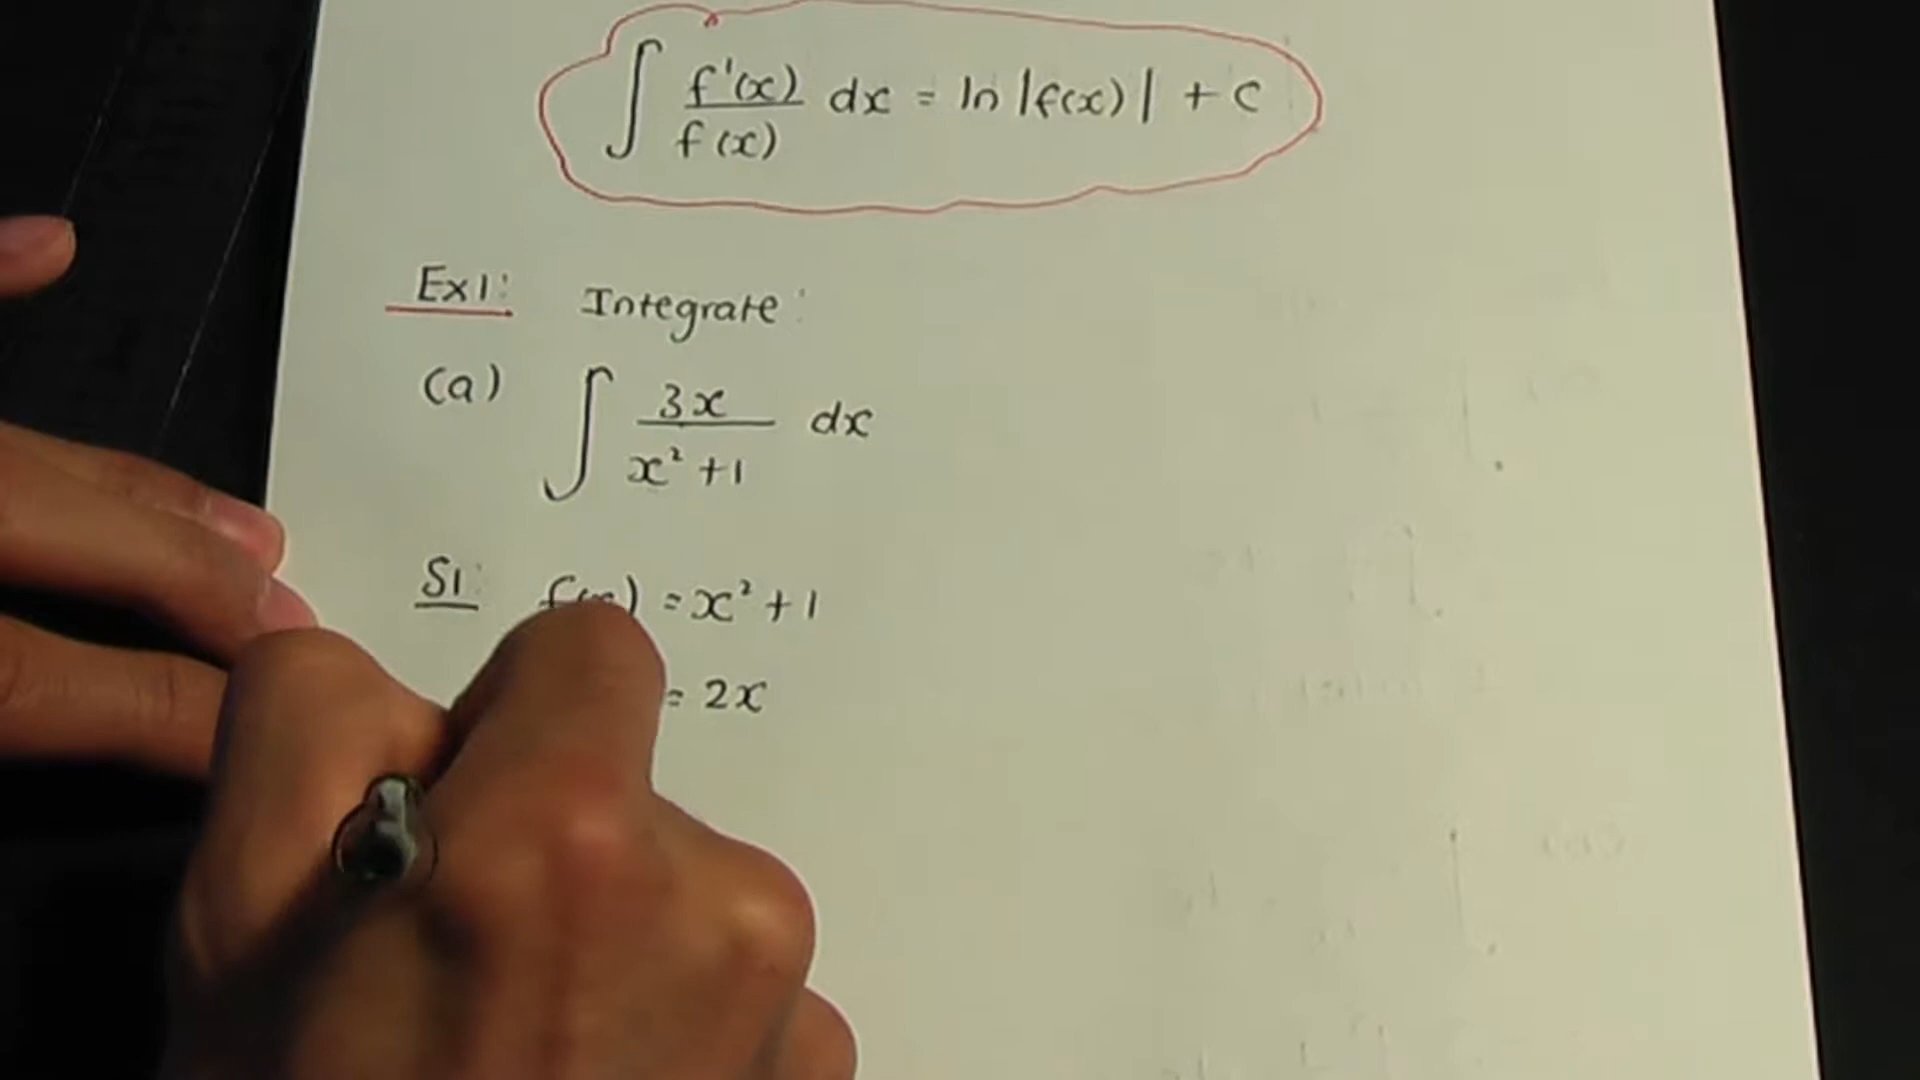 ∫ f'(x)/f(x) dx = ln |f(x)| + c
Ex1: Integrate:
(a) ∫ 3x/(x² + 1) dx
S1: f(x) = x² + 1
= 2x